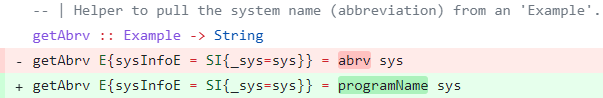 -- | Helper to pull the system name (abbreviation) from an 'Example'.
getAbrv :: Example -> String
- getAbrv E{sysInfoE = SI{_sys=sys}} = abrv sys
+ getAbrv E{sysInfoE = SI{_sys=sys}} = programName sys